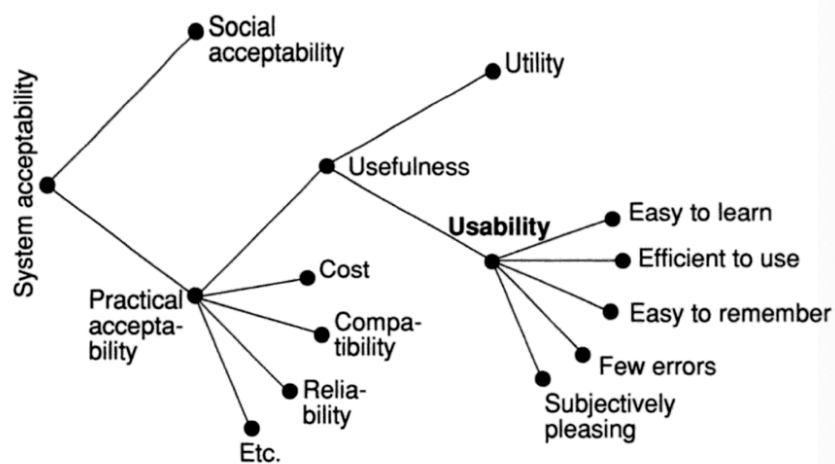 System acceptability
Social
acceptability
Utility
Usefulness
Usability
Easy to learn
Efficient to use
Easy to remember
Few errors
Subjectively
pleasing
Practical
accepta-
bility
Cost
Compa-
tibility
Relia-
bility
Etc.